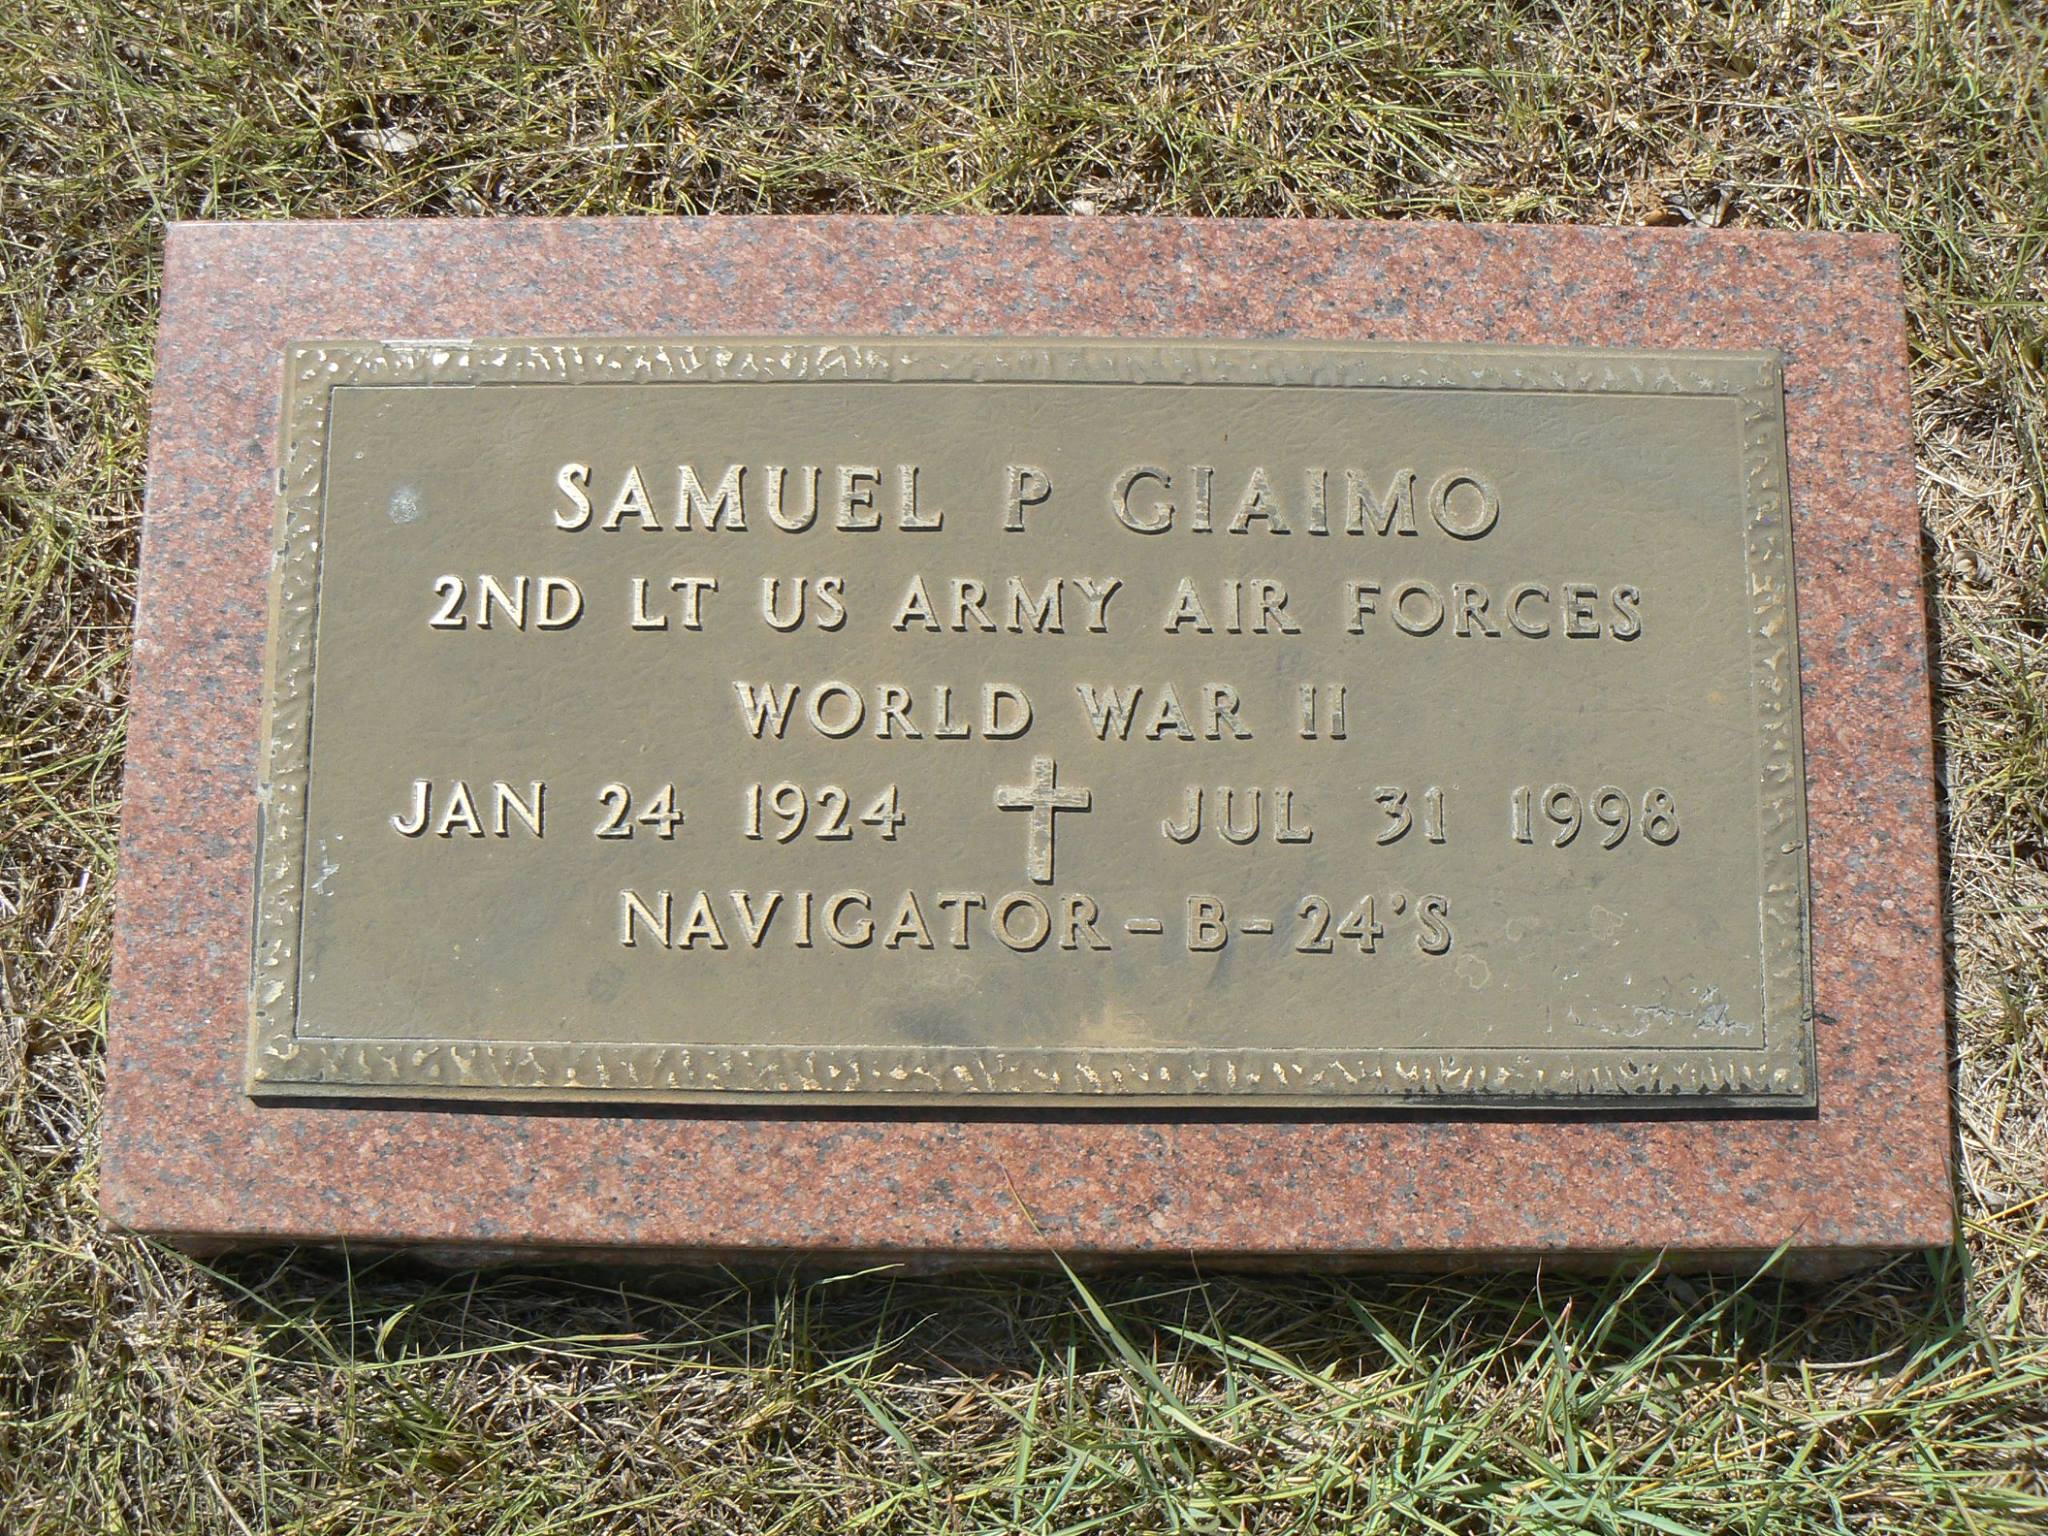 SAMUEL P GIAIMO
2ND LT US ARMY AIR FORCES
WORLD WAR II
JAN 24 1924 JUL 31 1998
NAVIGATOR-B-24'S